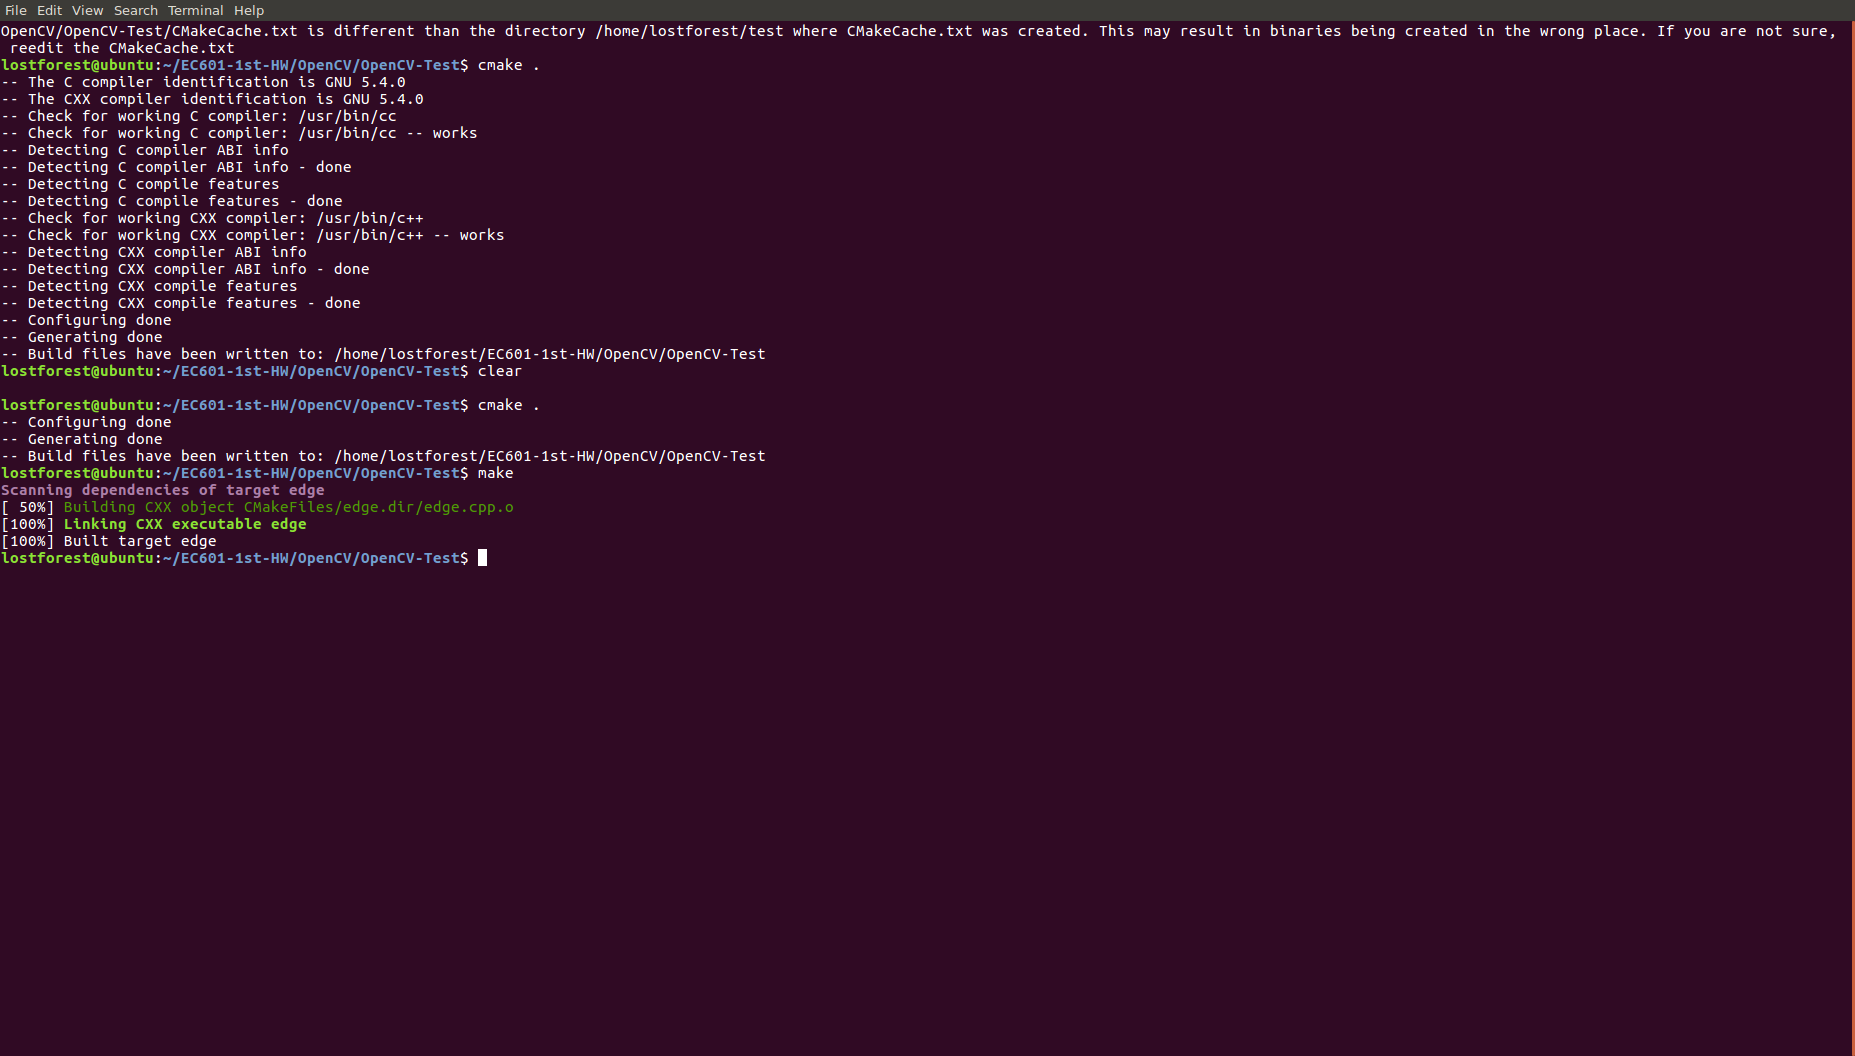 File Edit View Search Terminal Help
OpenCV/OpenCV-Test/CMakeCache.txt is different than the directory /home/lostforest/test where CMakeCache.txt was created. This may result in binaries being created in the wrong place. If you are not sure,
 reedit the CMakeCache.txt
lostforest@ubuntu:~/EC601-1st-HW/OpenCV/OpenCV-Test$ cmake .
-- The C compiler identification is GNU 5.4.0
-- The CXX compiler identification is GNU 5.4.0
-- Check for working C compiler: /usr/bin/cc
-- Check for working C compiler: /usr/bin/cc -- works
-- Detecting C compiler ABI info
-- Detecting C compiler ABI info - done
-- Detecting C compile features
-- Detecting C compile features - done
-- Check for working CXX compiler: /usr/bin/c++
-- Check for working CXX compiler: /usr/bin/c++ -- works
-- Detecting CXX compiler ABI info
-- Detecting CXX compiler ABI info - done
-- Detecting CXX compile features
-- Detecting CXX compile features - done
-- Configuring done
-- Generating done
-- Build files have been written to: /home/lostforest/EC601-1st-HW/OpenCV/OpenCV-Test
lostforest@ubuntu:~/EC601-1st-HW/OpenCV/OpenCV-Test$ clear
lostforest@ubuntu:~/EC601-1st-HW/OpenCV/OpenCV-Test$ cmake .
-- Configuring done
-- Generating done
-- Build files have been written to: /home/lostforest/EC601-1st-HW/OpenCV/OpenCV-Test
lostforest@ubuntu:~/EC601-1st-HW/OpenCV/OpenCV-Test$ make
Scanning dependencies of target edge
[ 50%] Building CXX object CMakeFiles/edge.dir/edge.cpp.o
[100%] Linking CXX executable edge
[100%] Built target edge
lostforest@ubuntu:~/EC601-1st-HW/OpenCV/OpenCV-Test$